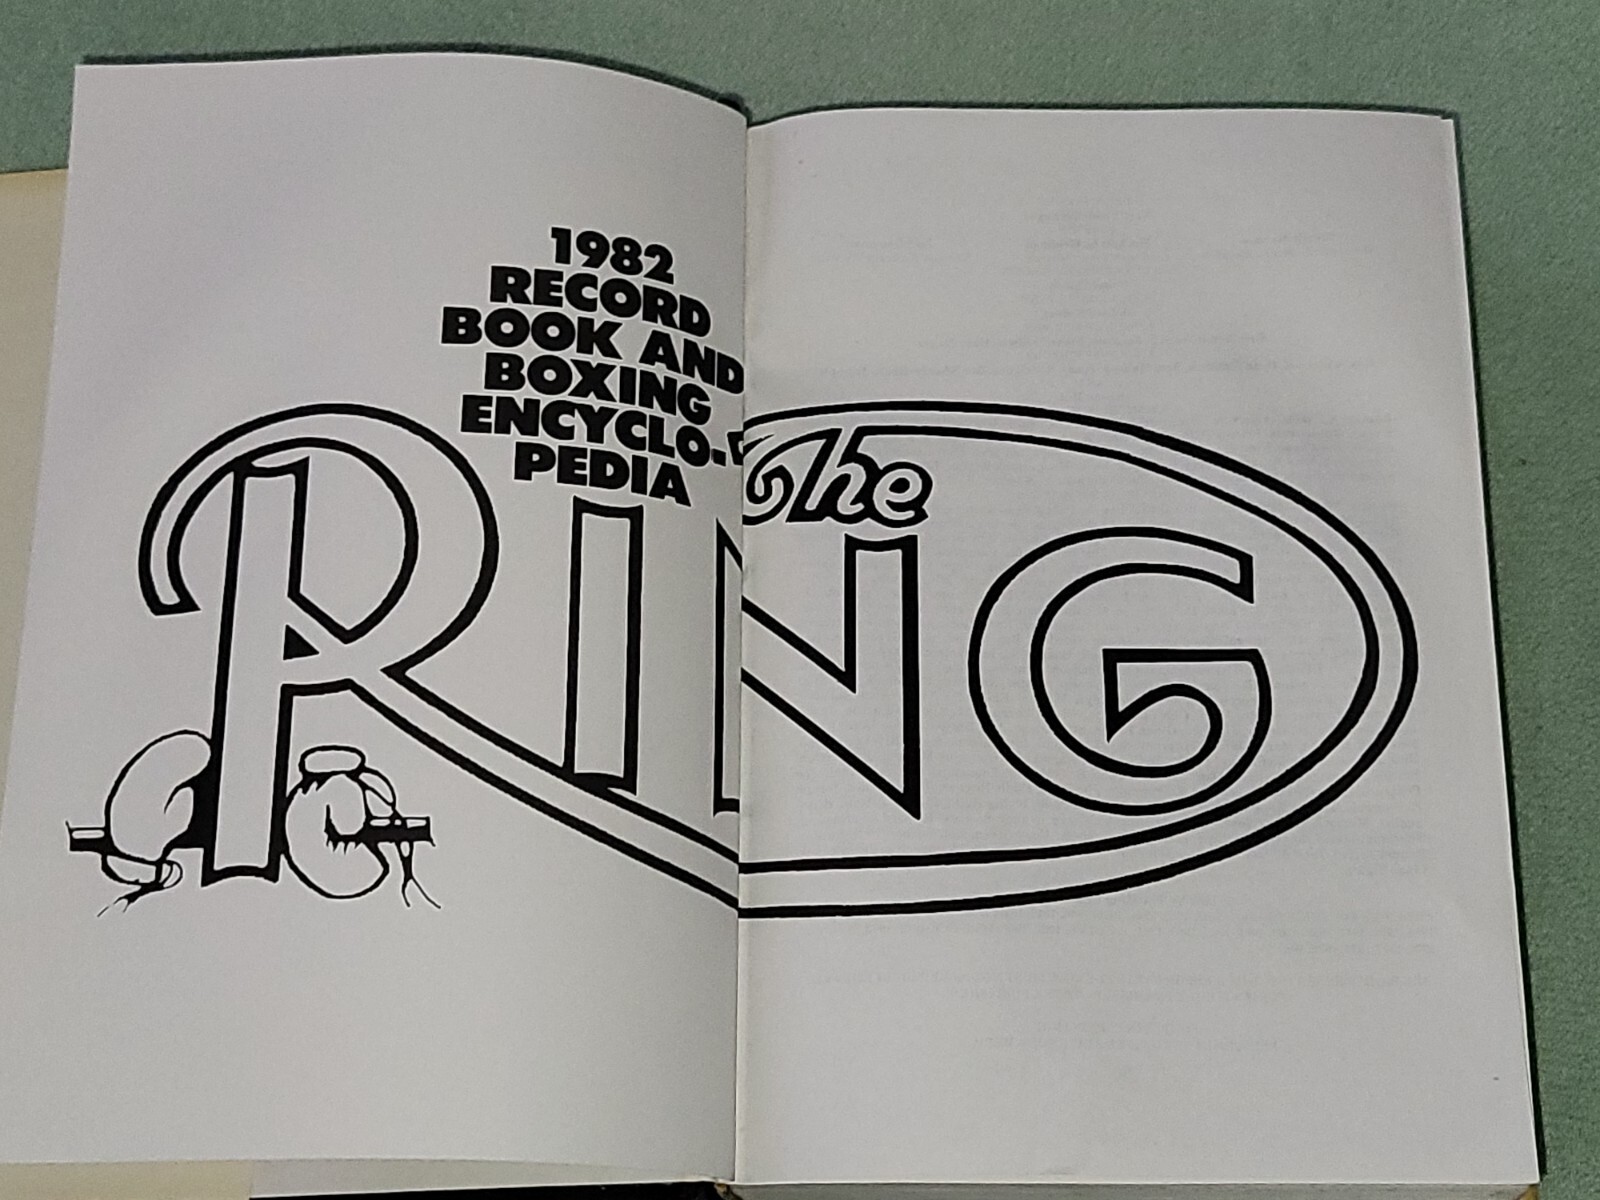 1982
RECORD
BOOK AND
BOXING
ENCYCLO-
PEDIA
The
RING